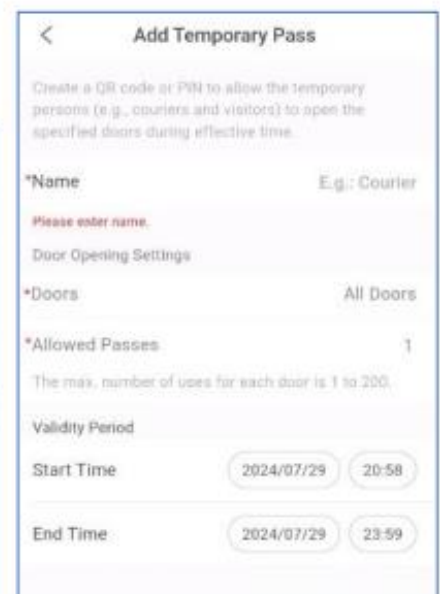 Add Temporary Pass
Create a QR code or PIN to allow the temporary
persons (e.g., couriers and visitors) to open the
specified doors during effective time.
*Name E.g.: Courier
Please enter name.
Door Opening Settings
*Doors All Doors
*Allowed Passes 1
The max. number of uses for each door is 1 to 200.
Validity Period
Start Time 2024/07/29 20:58
End Time 2024/07/29 23:59